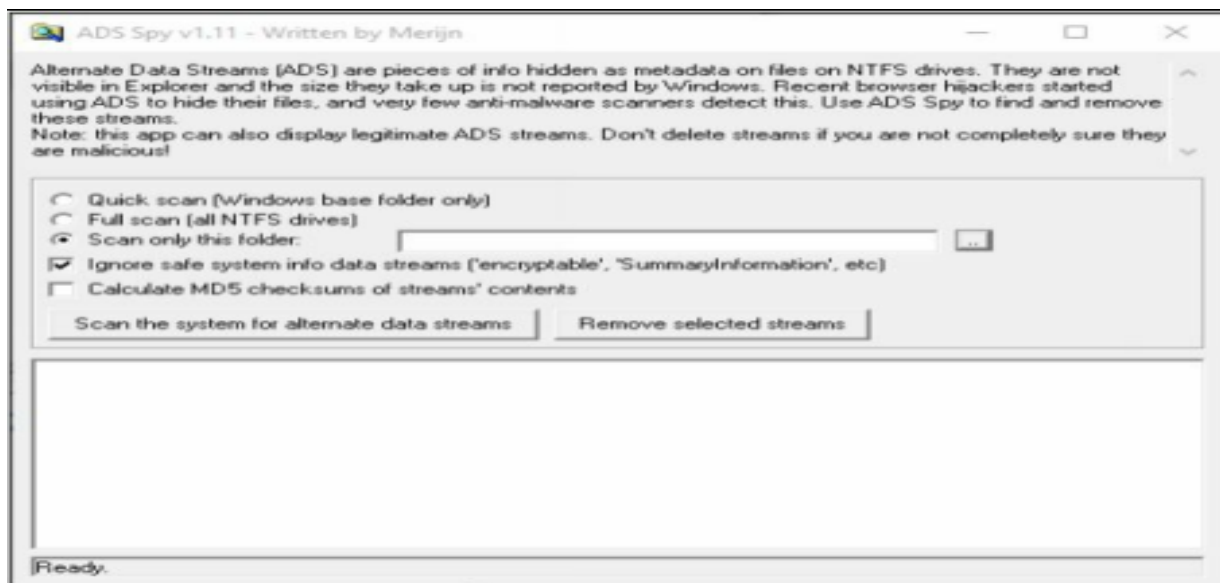 ADS Spy v1.11 - Written by Merijn
Alternate Data Streams (ADS) are pieces of info hidden as metadata on files on NTFS drives. They are not
visible in Explorer and the size they take up is not reported by Windows. Recent browser hijackers started
using ADS to hide their files, and very few anti-malware scanners detect this. Use ADS Spy to find and remove
these streams.
Note: this app can also display legitimate ADS streams. Don't delete streams if you are not completely sure they
are malicious!
Quick scan (Windows base folder only)
Full scan (all NTFS drives)
Scan only this folder:
..
Ignore safe system info data streams ('encryptable', 'SummaryInformation', etc)
Calculate MD5 checksums of streams' contents
Scan the system for alternate data streams
Remove selected streams
Ready.